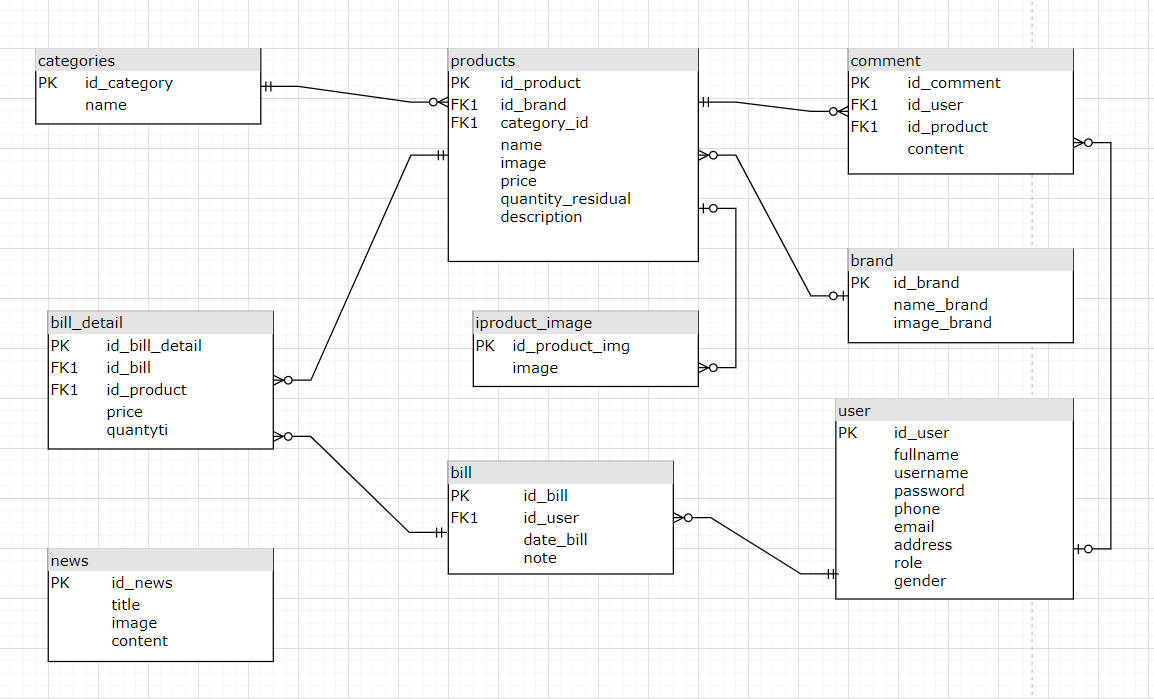 categories
PK id_category
name
products
PK id_product
FK1 id_brand
FK1 category_id
name
image
price
quantity_residual
description
comment
PK id_comment
FK1 id_user
FK1 id_product
content
brand
PK id_brand
name_brand
image_brand
bill_detail
PK id_bill_detail
FK1 id_bill
FK1 id_product
price
quantyti
iproduct_image
PK id_product_img
image
user
PK id_user
fullname
username
password
phone
email
address
role
gender
bill
PK id_bill
FK1 id_user
date_bill
note
news
PK id_news
title
image
content